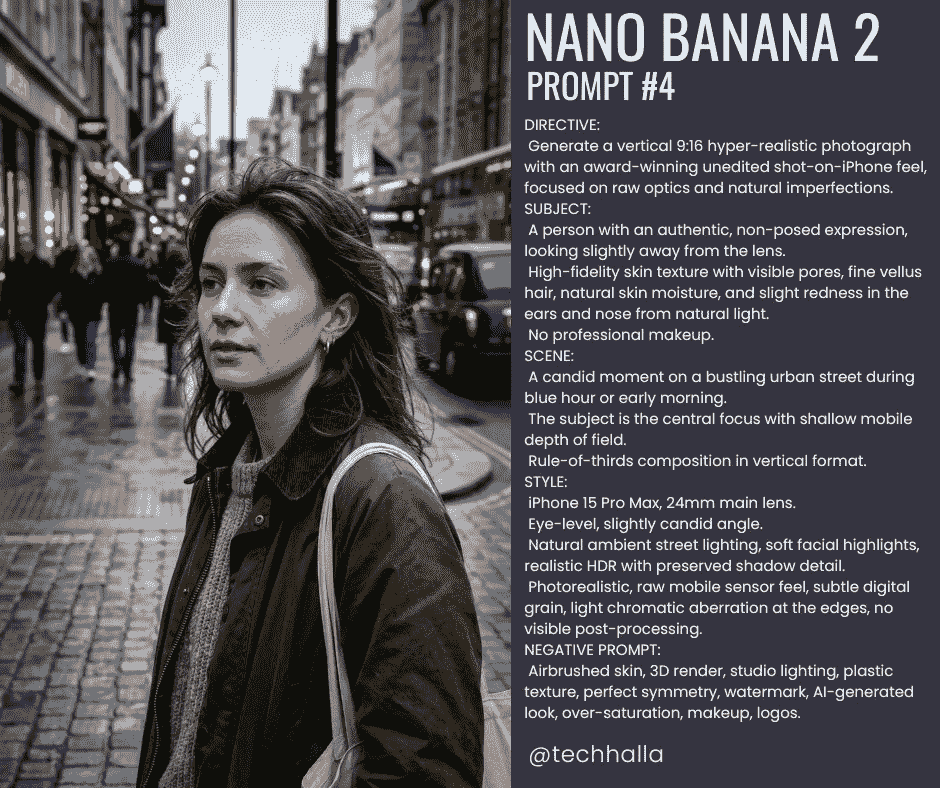 NANO BANANA 2
PROMPT #4
DIRECTIVE:
Generate a vertical 9:16 hyper-realistic photograph
with an award-winning unedited shot-on-iPhone feel,
focused on raw optics and natural imperfections.
SUBJECT:
A person with an authentic, non-posed expression,
looking slightly away from the lens.
High-fidelity skin texture with visible pores, fine vellus
hair, natural skin moisture, and slight redness in the
ears and nose from natural light.
No professional makeup.
SCENE:
A candid moment on a bustling urban street during
blue hour or early morning.
The subject is the central focus with shallow mobile
depth of field.
Rule-of-thirds composition in vertical format.
STYLE:
iPhone 15 Pro Max, 24mm main lens.
Eye-level, slightly candid angle.
Natural ambient street lighting, soft facial highlights,
realistic HDR with preserved shadow detail.
Photorealistic, raw mobile sensor feel, subtle digital
grain, light chromatic aberration at the edges, no
visible post-processing.
NEGATIVE PROMPT:
Airbrushed skin, 3D render, studio lighting, plastic
texture, perfect symmetry, watermark, AI-generated
look, over-saturation, makeup, logos.
@techhalla